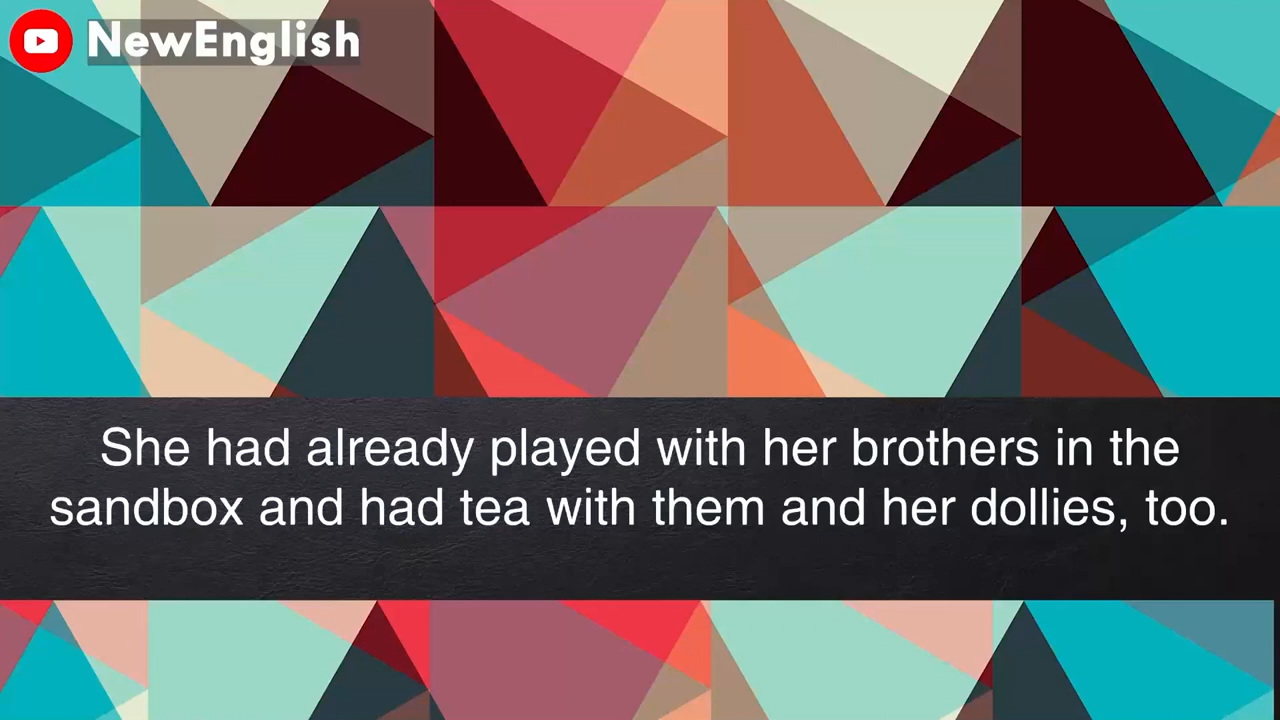 NewEnglish
She had already played with her brothers in the
sandbox and had tea with them and her dollies, too.